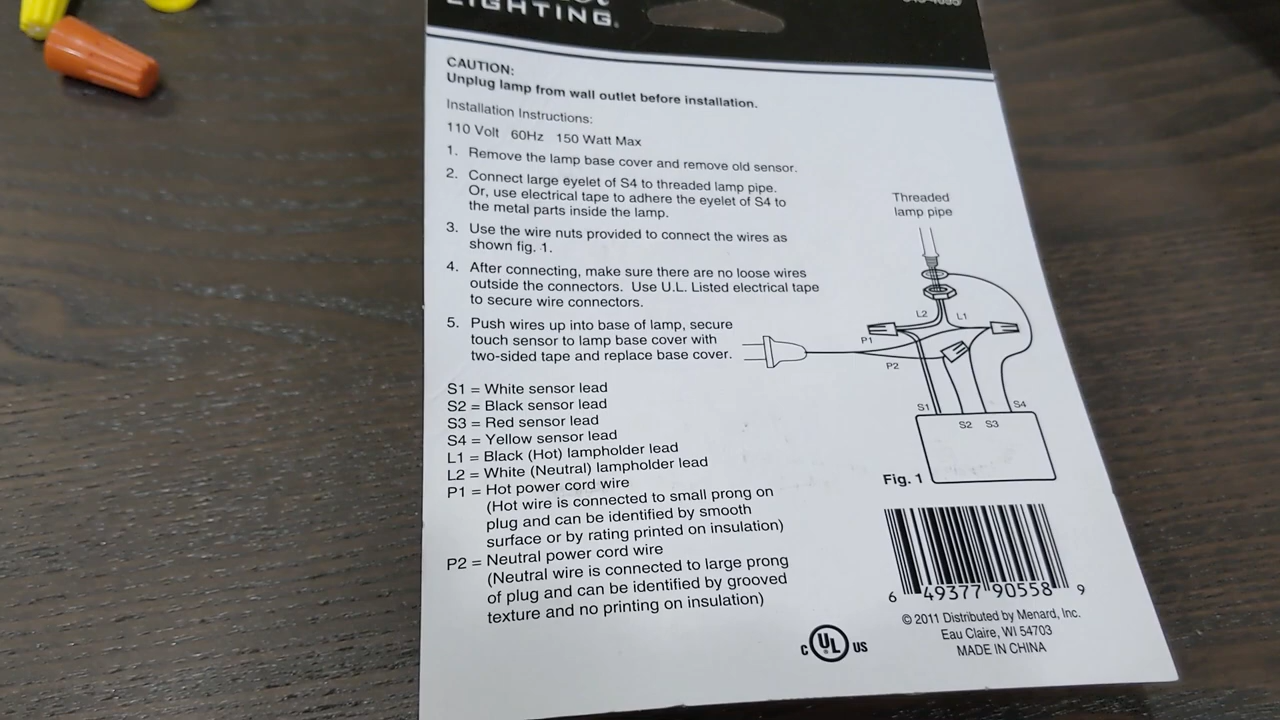 LIGHTING®
CAUTION:
Unplug lamp from wall outlet before installation.
Installation Instructions:
110 Volt 60Hz 150 Watt Max
1. Remove the lamp base cover and remove old sensor.
2. Connect large eyelet of S4 to threaded lamp pipe.
Or, use electrical tape to adhere the eyelet of S4 to
the metal parts inside the lamp.
3. Use the wire nuts provided to connect the wires as
shown fig. 1.
4. After connecting, make sure there are no loose wires
outside the connectors. Use U.L. Listed electrical tape
to secure wire connectors.
5. Push wires up into base of lamp, secure
touch sensor to lamp base cover with
two-sided tape and replace base cover.
S1 = White sensor lead
S2 = Black sensor lead
S3 = Red sensor lead
S4 = Yellow sensor lead
L1 = Black (Hot) lampholder lead
L2 = White (Neutral) lampholder lead
P1 = Hot power cord wire
(Hot wire is connected to small prong on
plug and can be identified by smooth
surface or by rating printed on insulation)
P2 = Neutral power cord wire
(Neutral wire is connected to large prong
of plug and can be identified by grooved
texture and no printing on insulation)
Threaded
lamp pipe
L2 L1
P1
P2
S1 S2 S3 S4
Fig. 1
6 49377 90558 9
© 2011 Distributed by Menard, Inc.
Eau Claire, WI 54703
MADE IN CHINA
C UL US